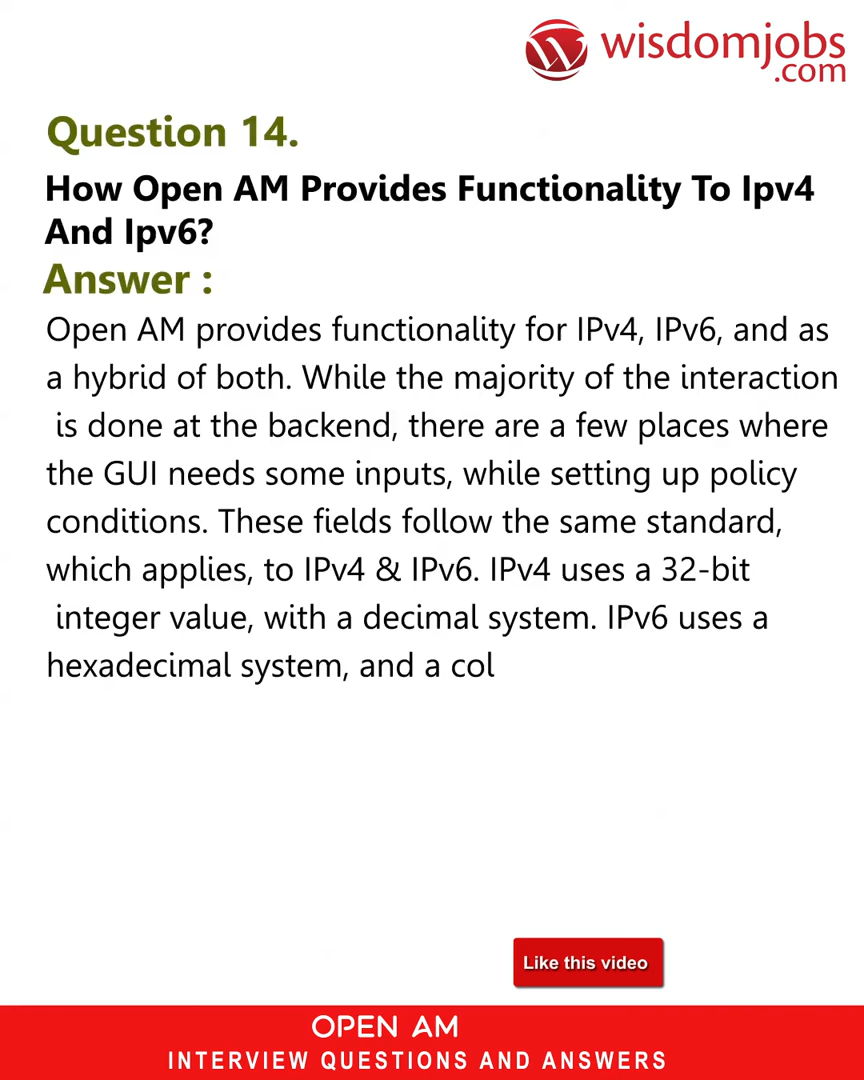 wisdomjobs
.com
Question 14.
How Open AM Provides Functionality To Ipv4
And Ipv6?
Answer :
Open AM provides functionality for IPv4, IPv6, and as
a hybrid of both. While the majority of the interaction
is done at the backend, there are a few places where
the GUI needs some inputs, while setting up policy
conditions. These fields follow the same standard,
which applies, to IPv4 & IPv6. IPv4 uses a 32-bit
integer value, with a decimal system. IPv6 uses a
hexadecimal system, and a col
Like this video
OPEN AM
INTERVIEW QUESTIONS AND ANSWERS